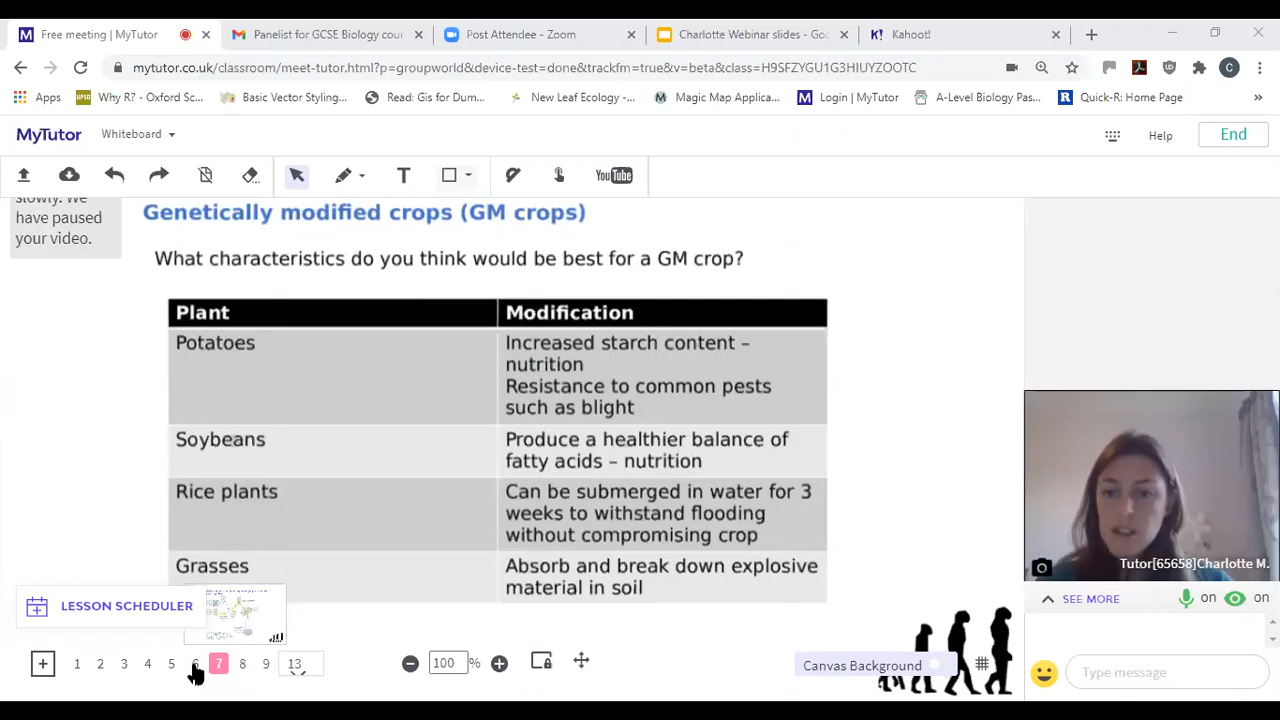 Free meeting | MyTutor
Panelist for GCSE Biology cou
Post Attendee - Zoom
Charlotte Webinar slides - Goo
Kahoot!
mytutor.co.uk/classroom/meet-tutor.html?p=groupworld&device-test=done&trackfm=true&v=beta&class=H9SFZYGU1G3HIUYZOOTC
C
Apps
Why R? - Oxford Sc...
Basic Vector Styling...
Read: Gis for Dum...
New Leaf Ecology -...
Magic Map Applica...
Login | MyTutor
A-Level Biology Pas...
Quick-R: Home Page
MyTutor
Whiteboard
Help
End
T
YouTube
slowly. We
have paused
your video.
Genetically modified crops (GM crops)
What characteristics do you think would be best for a GM crop?
Plant
Modification
Potatoes
Increased starch content –
nutrition
Resistance to common pests
such as blight
Soybeans
Produce a healthier balance of
fatty acids – nutrition
Rice plants
Can be submerged in water for 3
weeks to withstand flooding
without compromising crop
Grasses
Absorb and break down explosive
material in soil
Tutor[65658]Charlotte M.
LESSON SCHEDULER
SEE MORE
on
on
1 2 3 4 5 6 7 8 9 13
100 %
Canvas Background
Type message